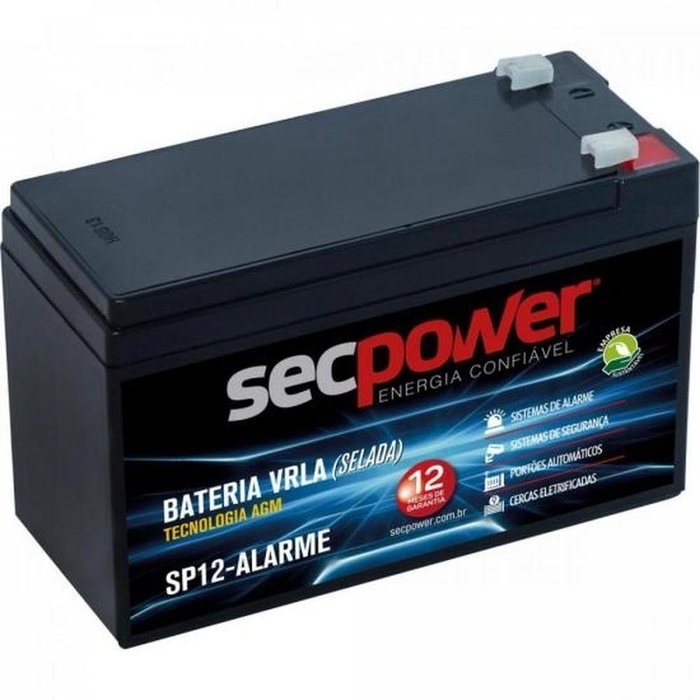 secpower®
ENERGIA CONFIÁVEL
EMPRESA
SUSTENTÁVEL
SISTEMAS DE ALARME
SISTEMAS DE SEGURANÇA
PORTÕES AUTOMÁTICOS
CERCAS ELETRIFICADAS
BATERIA VRLA (SELADA)
TECNOLOGIA AGM
12
MESES DE
GARANTIA
secpower.com.br
SP12-ALARME